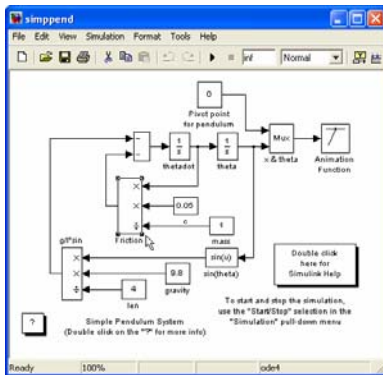 simppend
File Edit View Simulation Format Tools Help
inf Normal
0
Pivot point
for pendulum
1
s
thetadot
1
s
theta
Mux
x & theta
Animation
Function
0.05
c
1
mass
Friction
g/l*sin
sin(u)
sin(theta)
9.8
gravity
4
len
Double click
here for
Simulink Help
?
Simple Pendulum System
(Double click on the "?" for more info)
To start and stop the simulation,
use the "Start/Stop" selection in the
"Simulation" pull-down menu
Ready 100% ode4